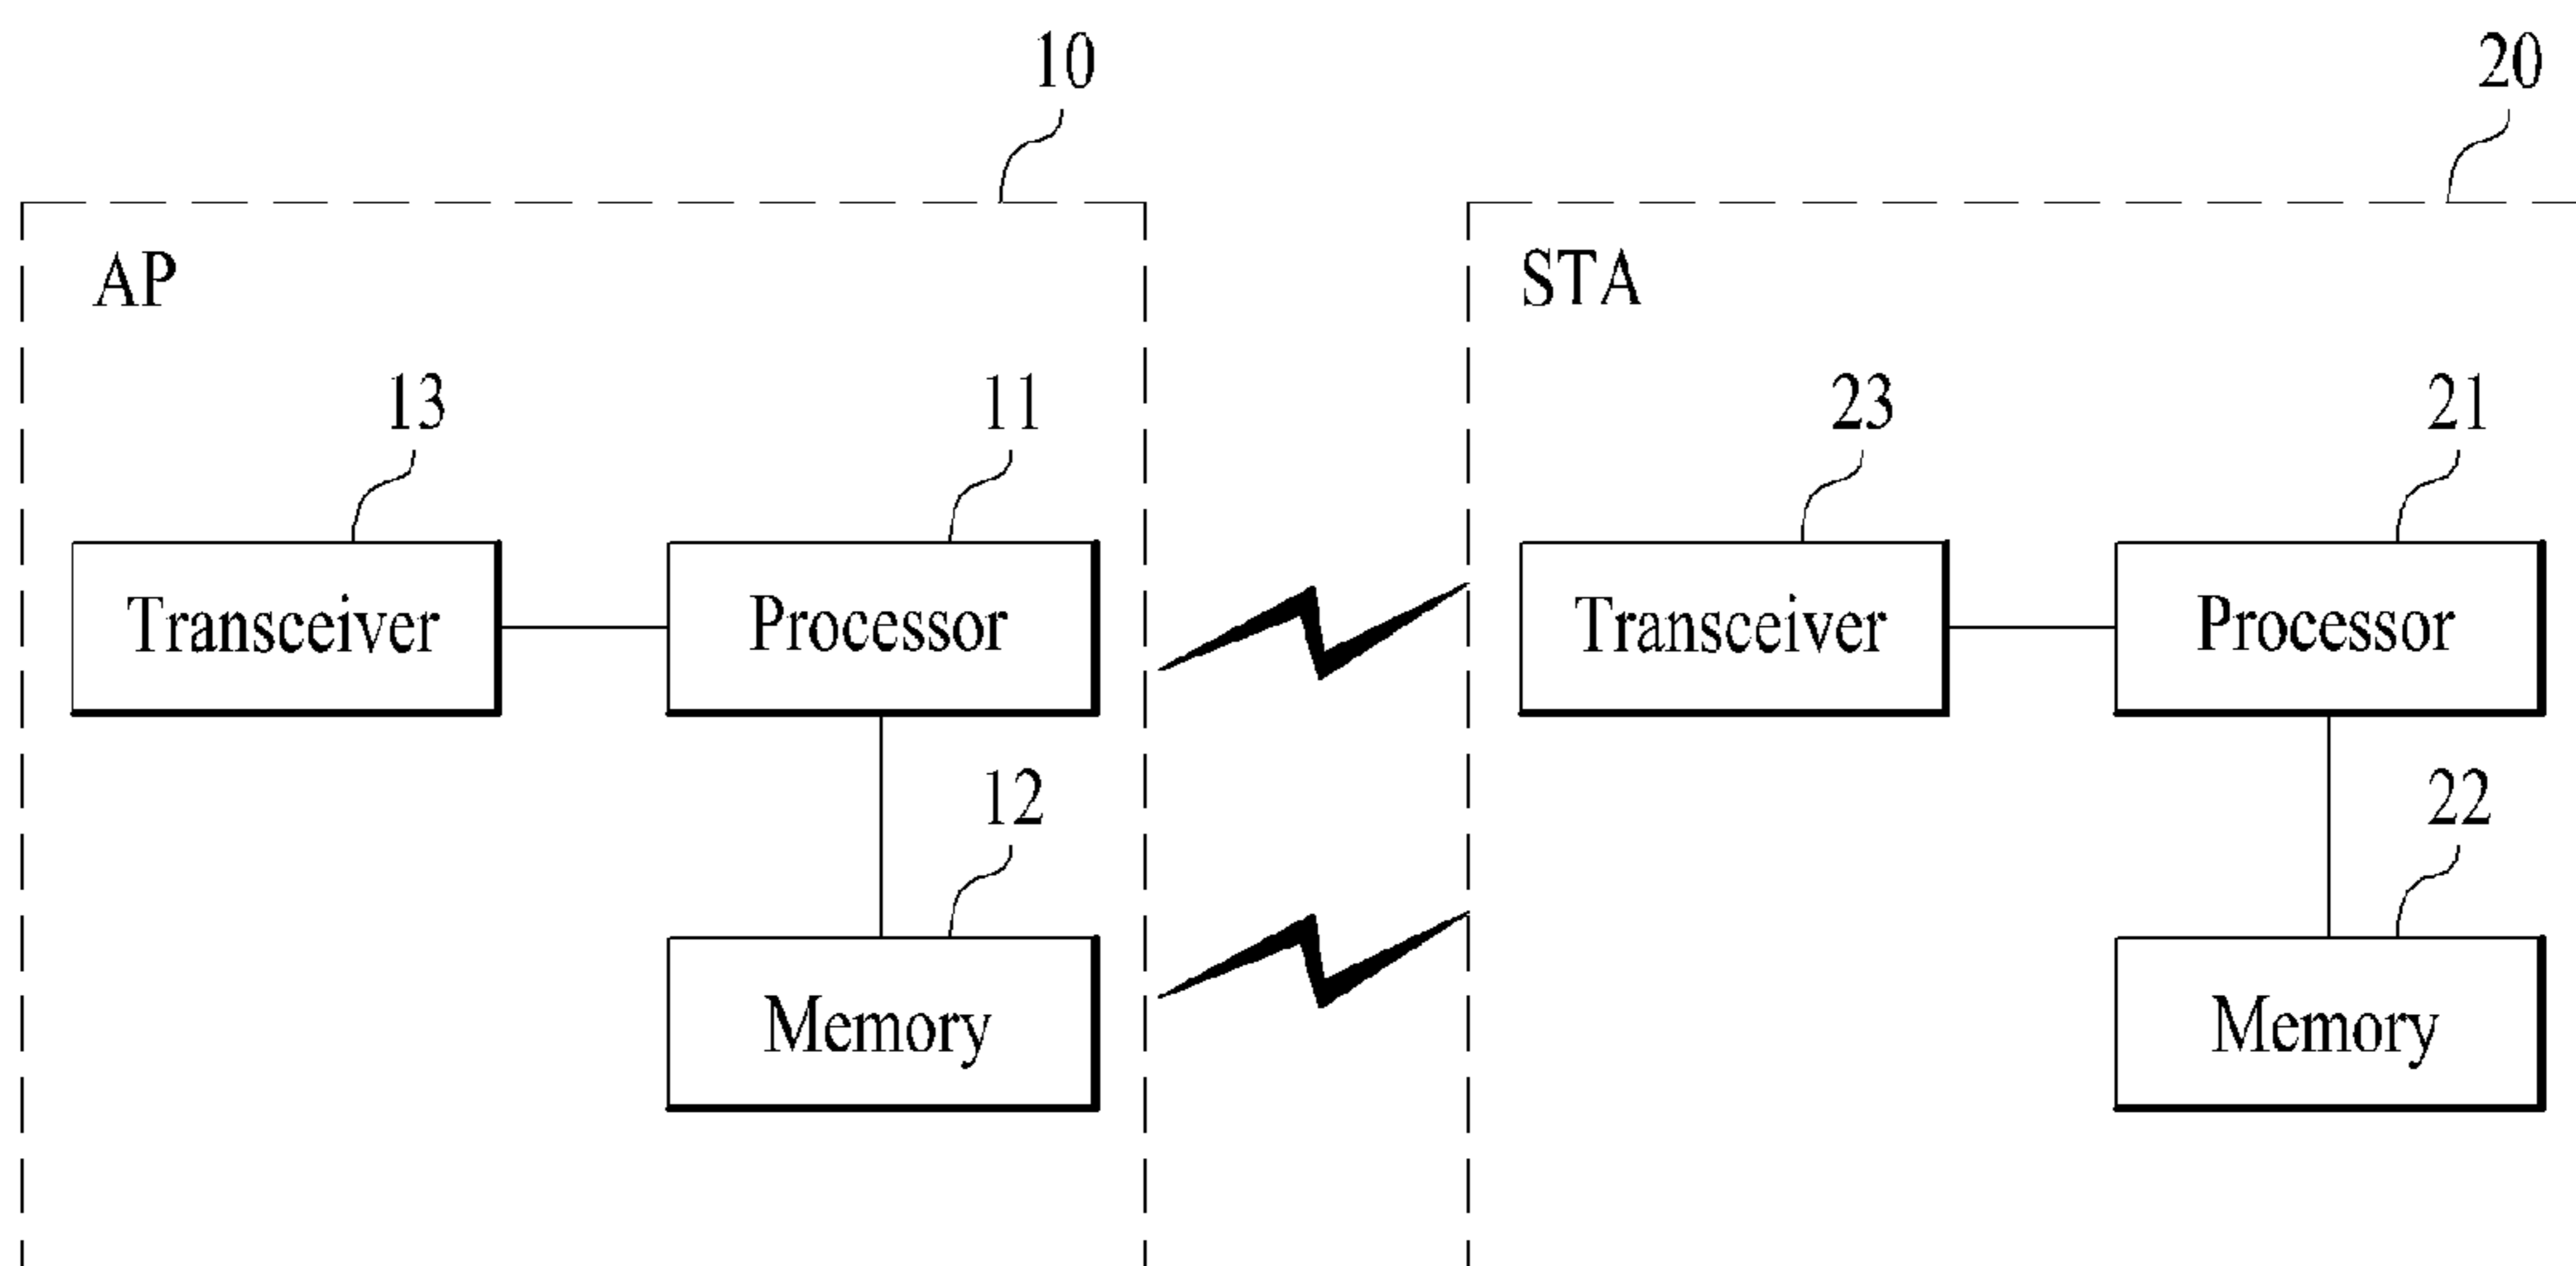 10
20
AP
STA
13
11
23
21
Transceiver
Processor
Transceiver
Processor
12
22
Memory
Memory